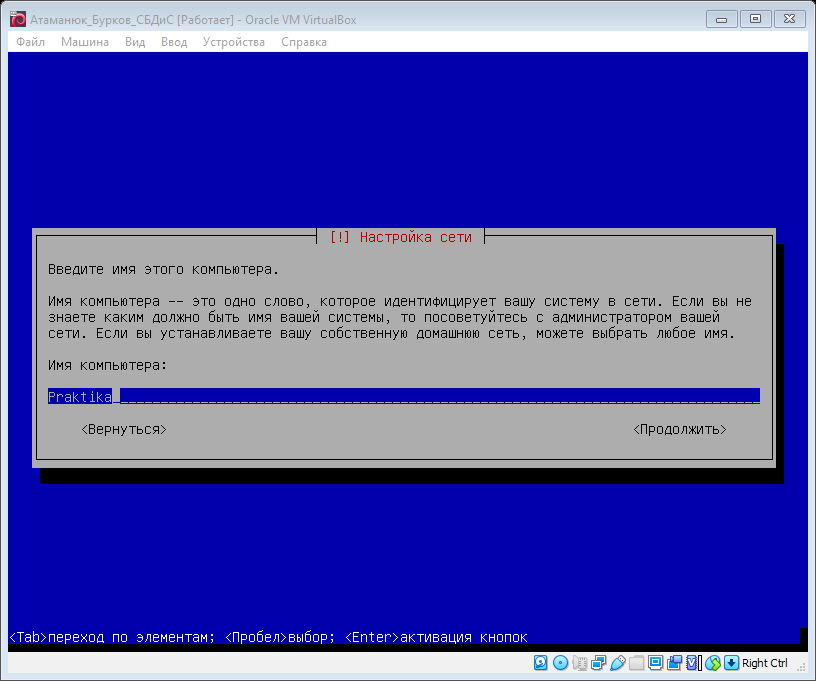 Атаманюк_Бурков_СБДиС [Работает] - Oracle VM VirtualBox
Файл Машина Вид Ввод Устройства Справка
[!] Настройка сети
Введите имя этого компьютера.
Имя компьютера -- это одно слово, которое идентифицирует вашу систему в сети. Если вы не
знаете каким должно быть имя вашей системы, то посоветуйтесь с администратором вашей
сети. Если вы устанавливаете вашу собственную домашнюю сеть, можете выбрать любое имя.
Имя компьютера:
Praktika
<Вернуться> <Продолжить>
<Tab>переход по элементам; <Пробел>выбор; <Enter>активация кнопок
Right Ctrl